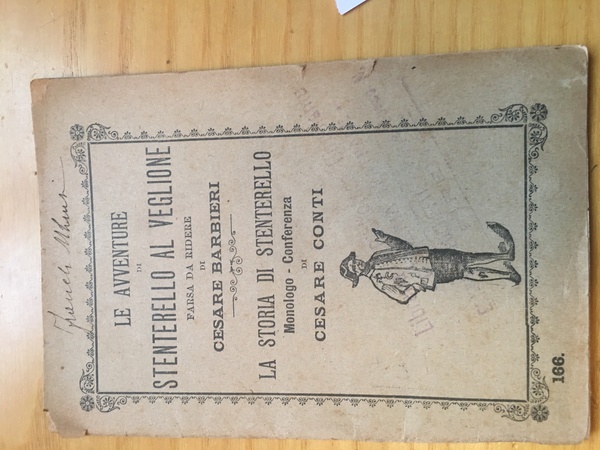 LE AVVENTURE
DI
STENTERELLO AL VEGLIONE
FARSA DA RIDERE
DI
CESARE BARBIERI
LA STORIA DI STENTERELLO
Monologo - Conferenza
DI
CESARE CONTI
166.